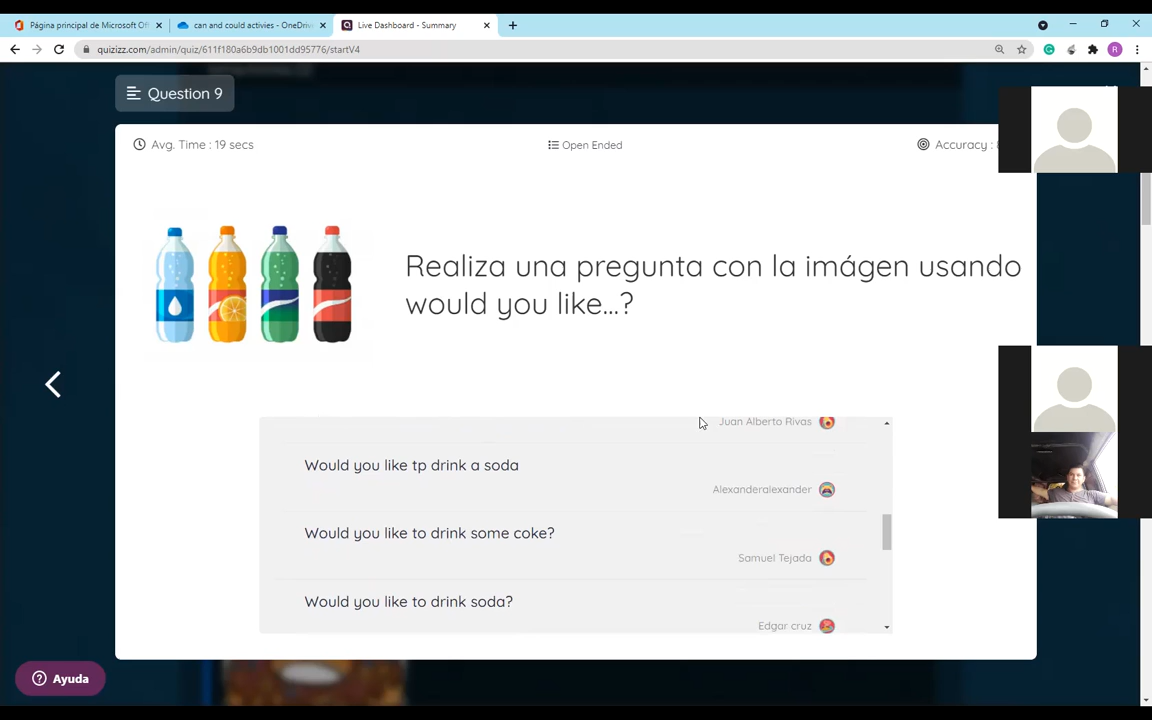 Página principal de Microsoft Of
can and could activies - OneDriv
Live Dashboard - Summary
quizizz.com/admin/quiz/611f180a6b9db1001dd95776/startV4
R
Question 9
Avg. Time : 19 secs
Open Ended
Accuracy :
Realiza una pregunta con la imágen usando
would you like...?
Juan Alberto Rivas
Would you like tp drink a soda
Alexanderalexander
Would you like to drink some coke?
Samuel Tejada
Would you like to drink soda?
Edgar cruz
Ayuda